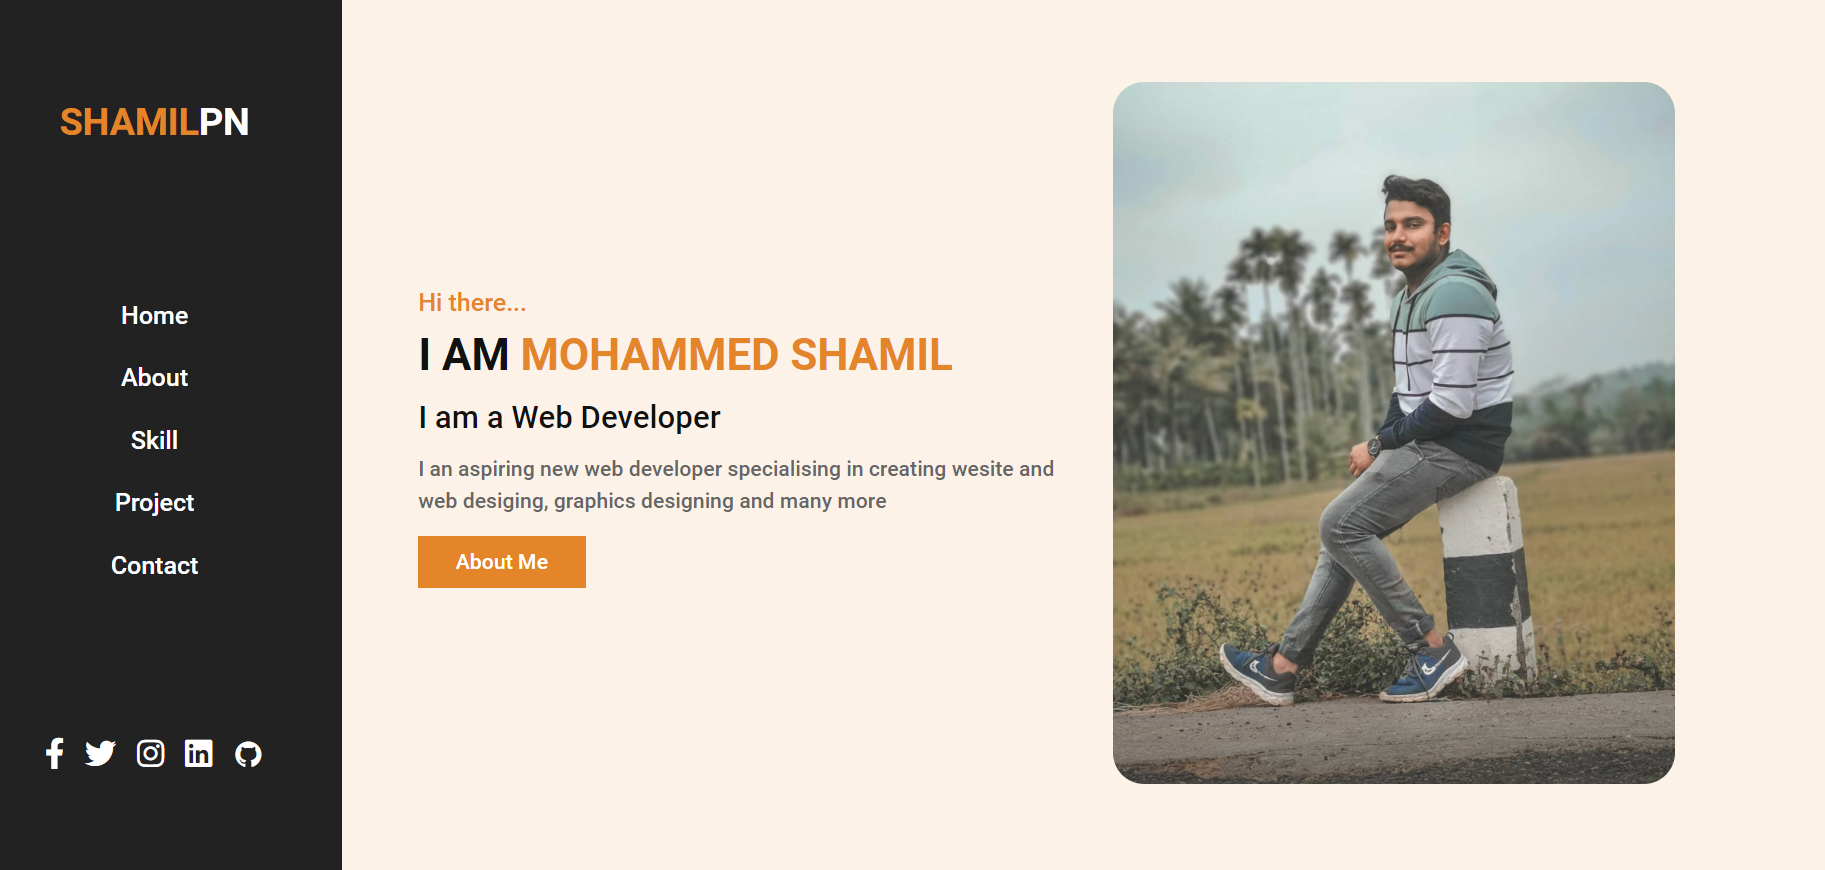 SHAMILPN
Home
About
Skill
Project
Contact
Hi there...
I AM MOHAMMED SHAMIL
I am a Web Developer
I an aspiring new web developer specialising in creating wesite and
web desiging, graphics designing and many more
About Me